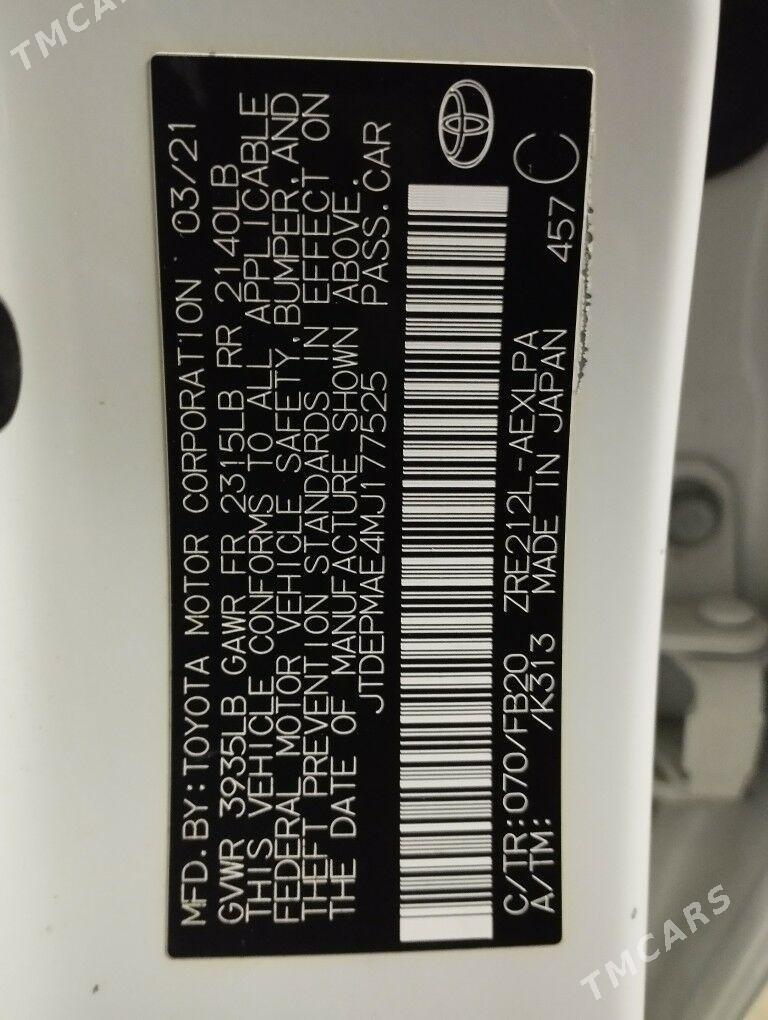 MFD.BY:TOYOTA MOTOR CORPORATION 03/21
GVWR 3935LB GAWR FR 2315LB RR 2140LB
THIS VEHICLE CONFORMS TO ALL APPLICABLE
FEDERAL MOTOR VEHICLE SAFETY,BUMPER,AND
THEFT PREVENTION STANDARDS IN EFFECT ON
THE DATE OF MANUFACTURE SHOWN ABOVE.
JTDEPMAE4MJ177525 PASS.CAR
C/TR:070/FB20 ZRE212L-AEXLPA
A/TM: /K313 MADE IN JAPAN 457 C
TMCARS
TMCARS